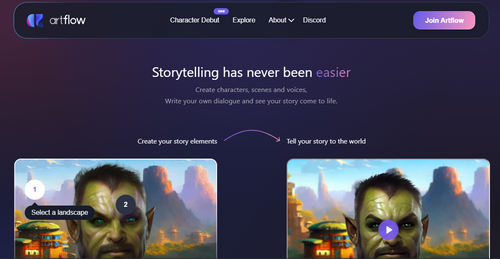 artflow
new
Character Debut
Explore
About
Discord
Join Artflow
Storytelling has never been easier
Create characters, scenes and voices,
Write your own dialogue and see your story come to life.
Create your story elements
Tell your story to the world
1
2
Select a landscape